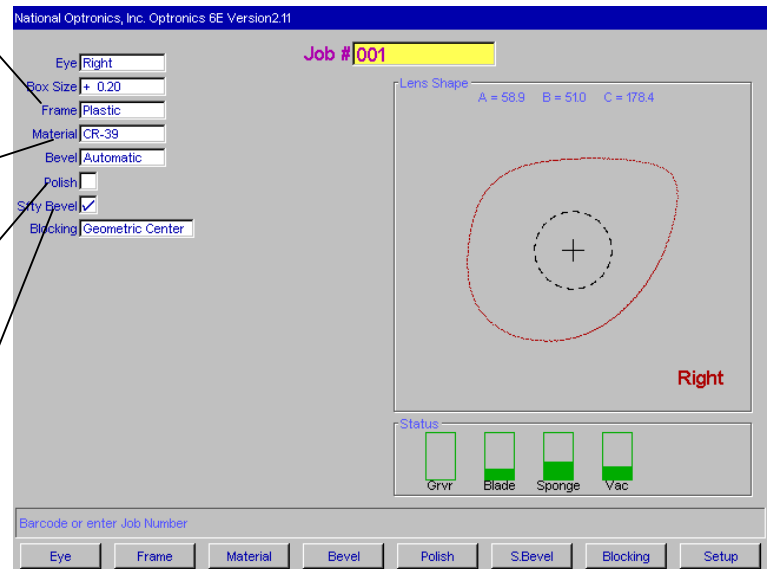 National Optronics, Inc. Optronics 6E Version2.11
Job # 001
Eye Right
Box Size + 0.20
Frame Plastic
Material CR-39
Bevel Automatic
Polish
Sfty Bevel
Blocking Geometric Center
Lens Shape
A = 58.9 B = 51.0 C = 178.4
Right
Status
Grvr Blade Sponge Vac
Barcode or enter Job Number
Eye Frame Material Bevel Polish S.Bevel Blocking Setup